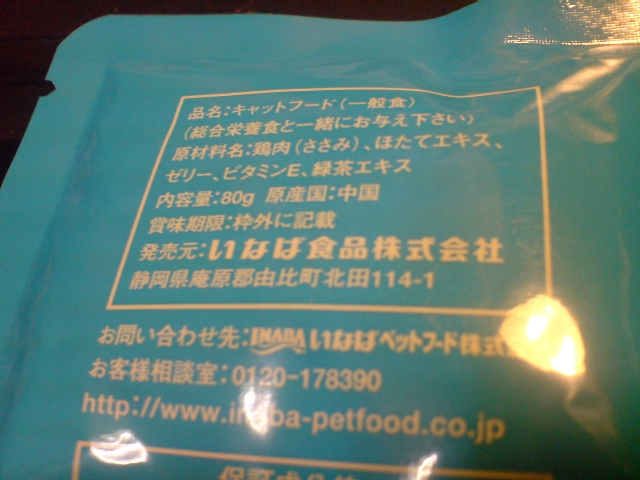 品名:キャットフード(一般食)
(総合栄養食と一緒にお与え下さい)
原材料名:鶏肉(ささみ)、ほたてエキス、
ゼリー、ビタミンE、緑茶エキス
内容量:80g 原産国:中国
賞味期限:枠外に記載
発売元:いなば食品株式会社
静岡県庵原郡由比町北田114-1
お問い合わせ先:INABA いなばペットフード株式
お客様相談室:0120-178390
http://www.inaba-petfood.co.jp